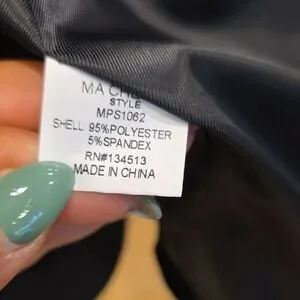 MA
STYLE
MPS1062
SHELL: 95%POLYESTER
5%SPANDEX
RN#134513
MADE IN CHINA